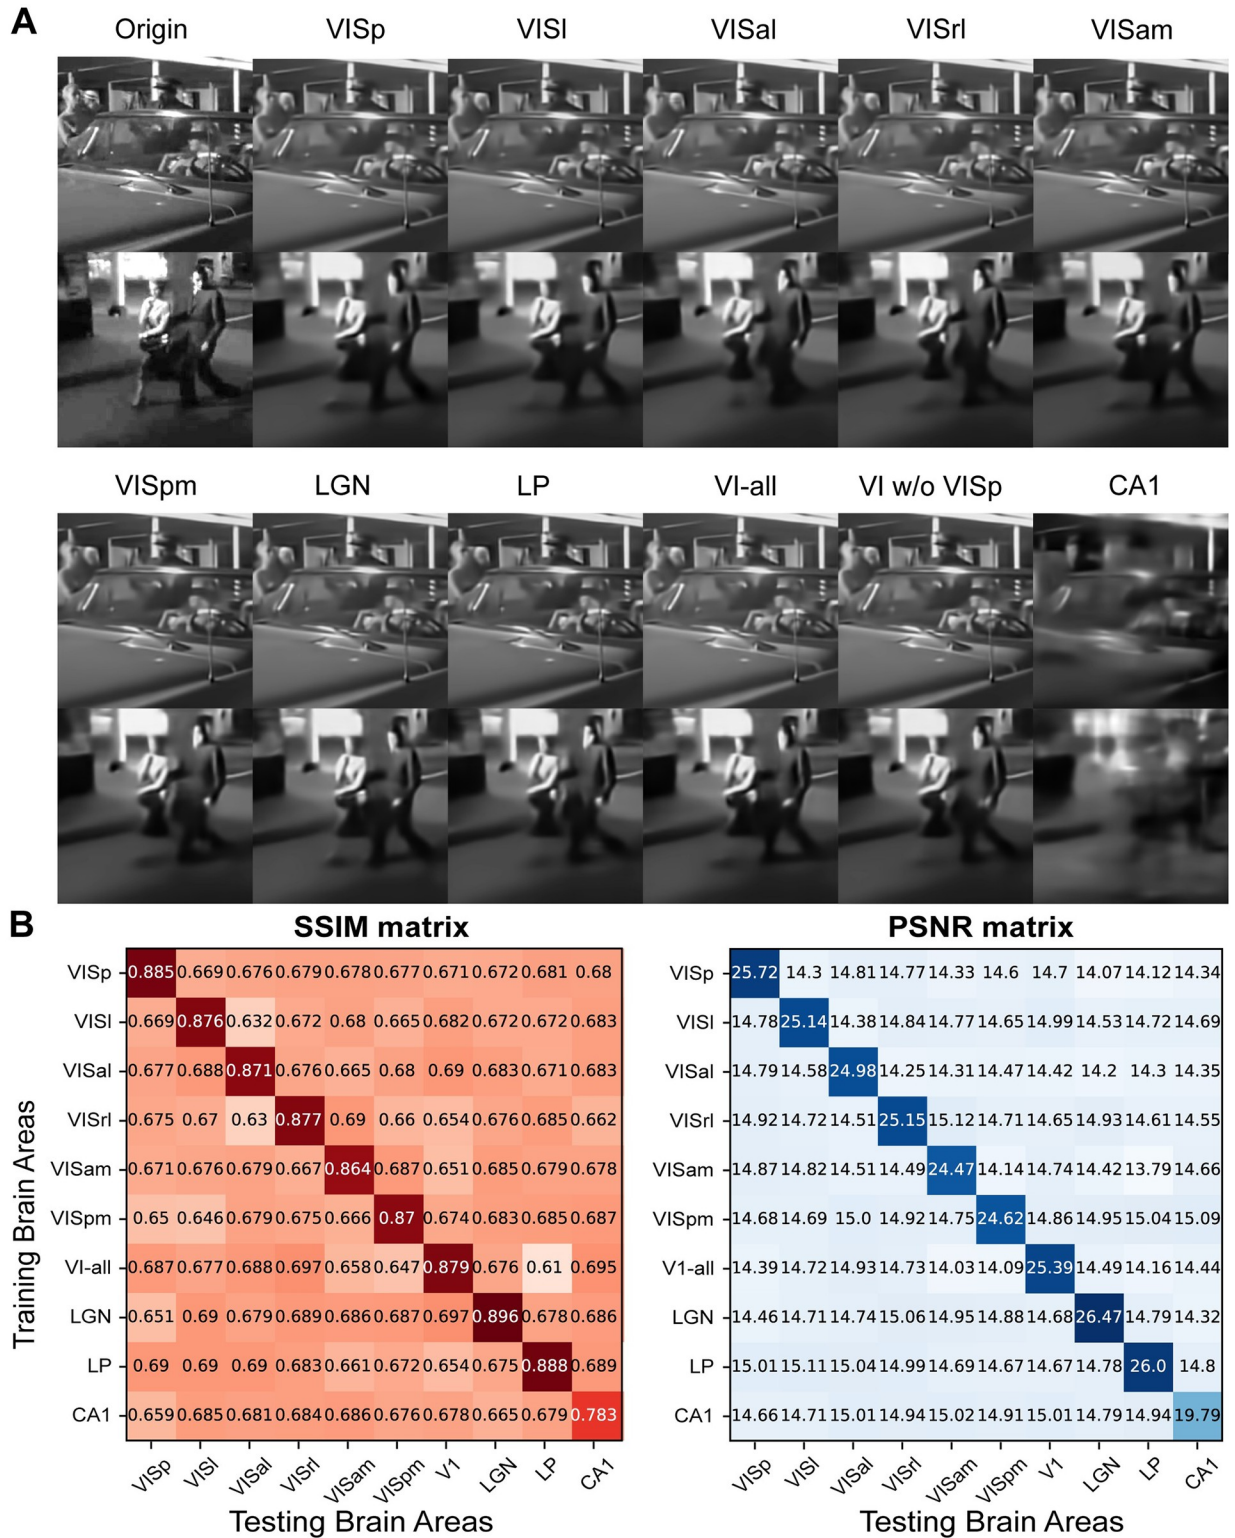 A
Origin VISp VISl VISal VISrl VISam
VISpm LGN LP VI-all VI w/o VISp CA1
B
SSIM matrix
Training Brain Areas
VISp 0.885 0.669 0.676 0.679 0.678 0.677 0.671 0.672 0.681 0.68
VISl 0.669 0.876 0.632 0.672 0.68 0.665 0.682 0.672 0.672 0.683
VISal 0.677 0.688 0.871 0.676 0.665 0.68 0.69 0.683 0.671 0.683
VISrl 0.675 0.67 0.63 0.877 0.69 0.66 0.654 0.676 0.685 0.662
VISam 0.671 0.676 0.679 0.667 0.864 0.687 0.651 0.685 0.679 0.678
VISpm 0.65 0.646 0.679 0.675 0.666 0.87 0.674 0.683 0.685 0.687
VI-all 0.687 0.677 0.688 0.697 0.658 0.647 0.879 0.676 0.61 0.695
LGN 0.651 0.69 0.679 0.689 0.686 0.687 0.697 0.896 0.678 0.686
LP 0.69 0.69 0.69 0.683 0.661 0.672 0.654 0.675 0.888 0.689
CA1 0.659 0.685 0.681 0.684 0.686 0.676 0.678 0.665 0.679 0.783
VISp VISl VISal VISrl VISam VISpm V1 LGN LP CA1
Testing Brain Areas
PSNR matrix
VISp 25.72 14.3 14.81 14.77 14.33 14.6 14.7 14.07 14.12 14.34
VISl 14.78 25.14 14.38 14.84 14.77 14.65 14.99 14.53 14.72 14.69
VISal 14.79 14.58 24.98 14.25 14.31 14.47 14.42 14.2 14.3 14.35
VISrl 14.92 14.72 14.51 25.15 15.12 14.71 14.65 14.93 14.61 14.55
VISam 14.87 14.82 14.51 14.49 24.47 14.14 14.74 14.42 13.79 14.66
VISpm 14.68 14.69 15.0 14.92 14.75 24.62 14.86 14.95 15.04 15.09
V1-all 14.39 14.72 14.93 14.73 14.03 14.09 25.39 14.49 14.16 14.44
LGN 14.46 14.71 14.74 15.06 14.95 14.88 14.68 26.47 14.79 14.32
LP 15.01 15.11 15.04 14.99 14.69 14.67 14.67 14.78 26.0 14.8
CA1 14.66 14.71 15.01 14.94 15.02 14.91 15.01 14.79 14.94 19.79
VISp VISl VISal VISrl VISam VISpm V1 LGN LP CA1
Testing Brain Areas